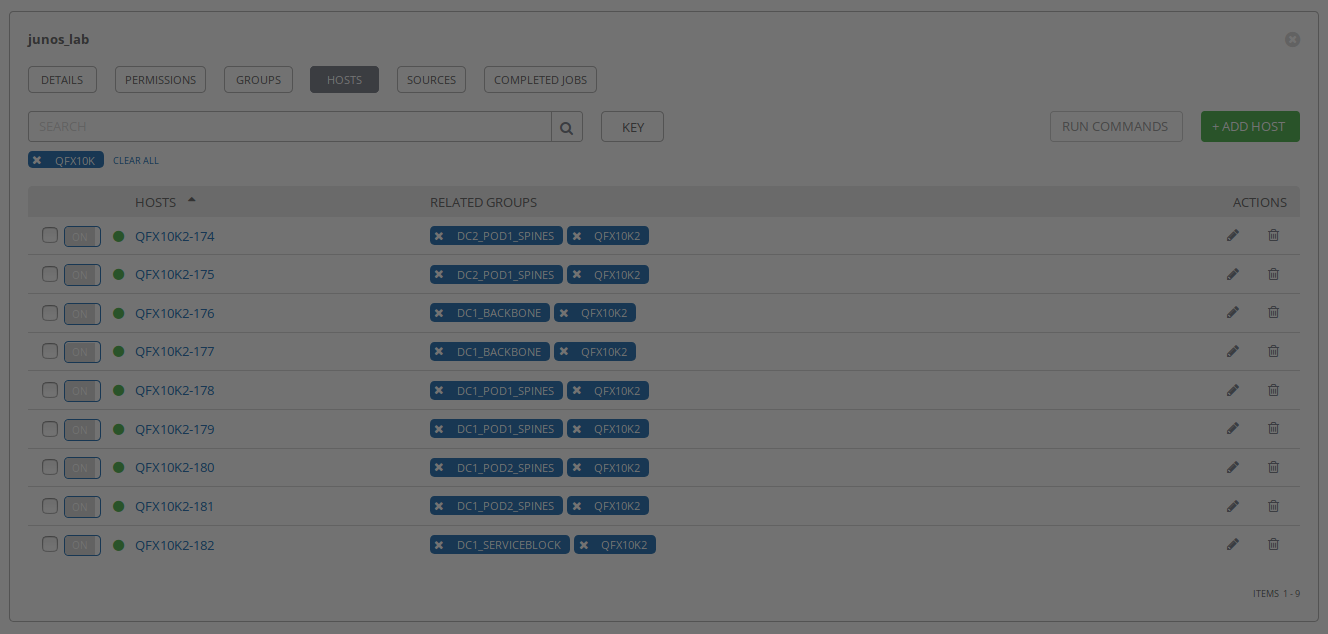 junos_lab
DETAILS PERMISSIONS GROUPS HOSTS SOURCES COMPLETED JOBS
SEARCH KEY RUN COMMANDS + ADD HOST
QFX10K CLEAR ALL
HOSTS RELATED GROUPS ACTIONS
ON QFX10K2-174 DC2_POD1_SPINES QFX10K2
ON QFX10K2-175 DC2_POD1_SPINES QFX10K2
ON QFX10K2-176 DC1_BACKBONE QFX10K2
ON QFX10K2-177 DC1_BACKBONE QFX10K2
ON QFX10K2-178 DC1_POD1_SPINES QFX10K2
ON QFX10K2-179 DC1_POD1_SPINES QFX10K2
ON QFX10K2-180 DC1_POD2_SPINES QFX10K2
ON QFX10K2-181 DC1_POD2_SPINES QFX10K2
ON QFX10K2-182 DC1_SERVICEBLOCK QFX10K2
ITEMS 1 - 9